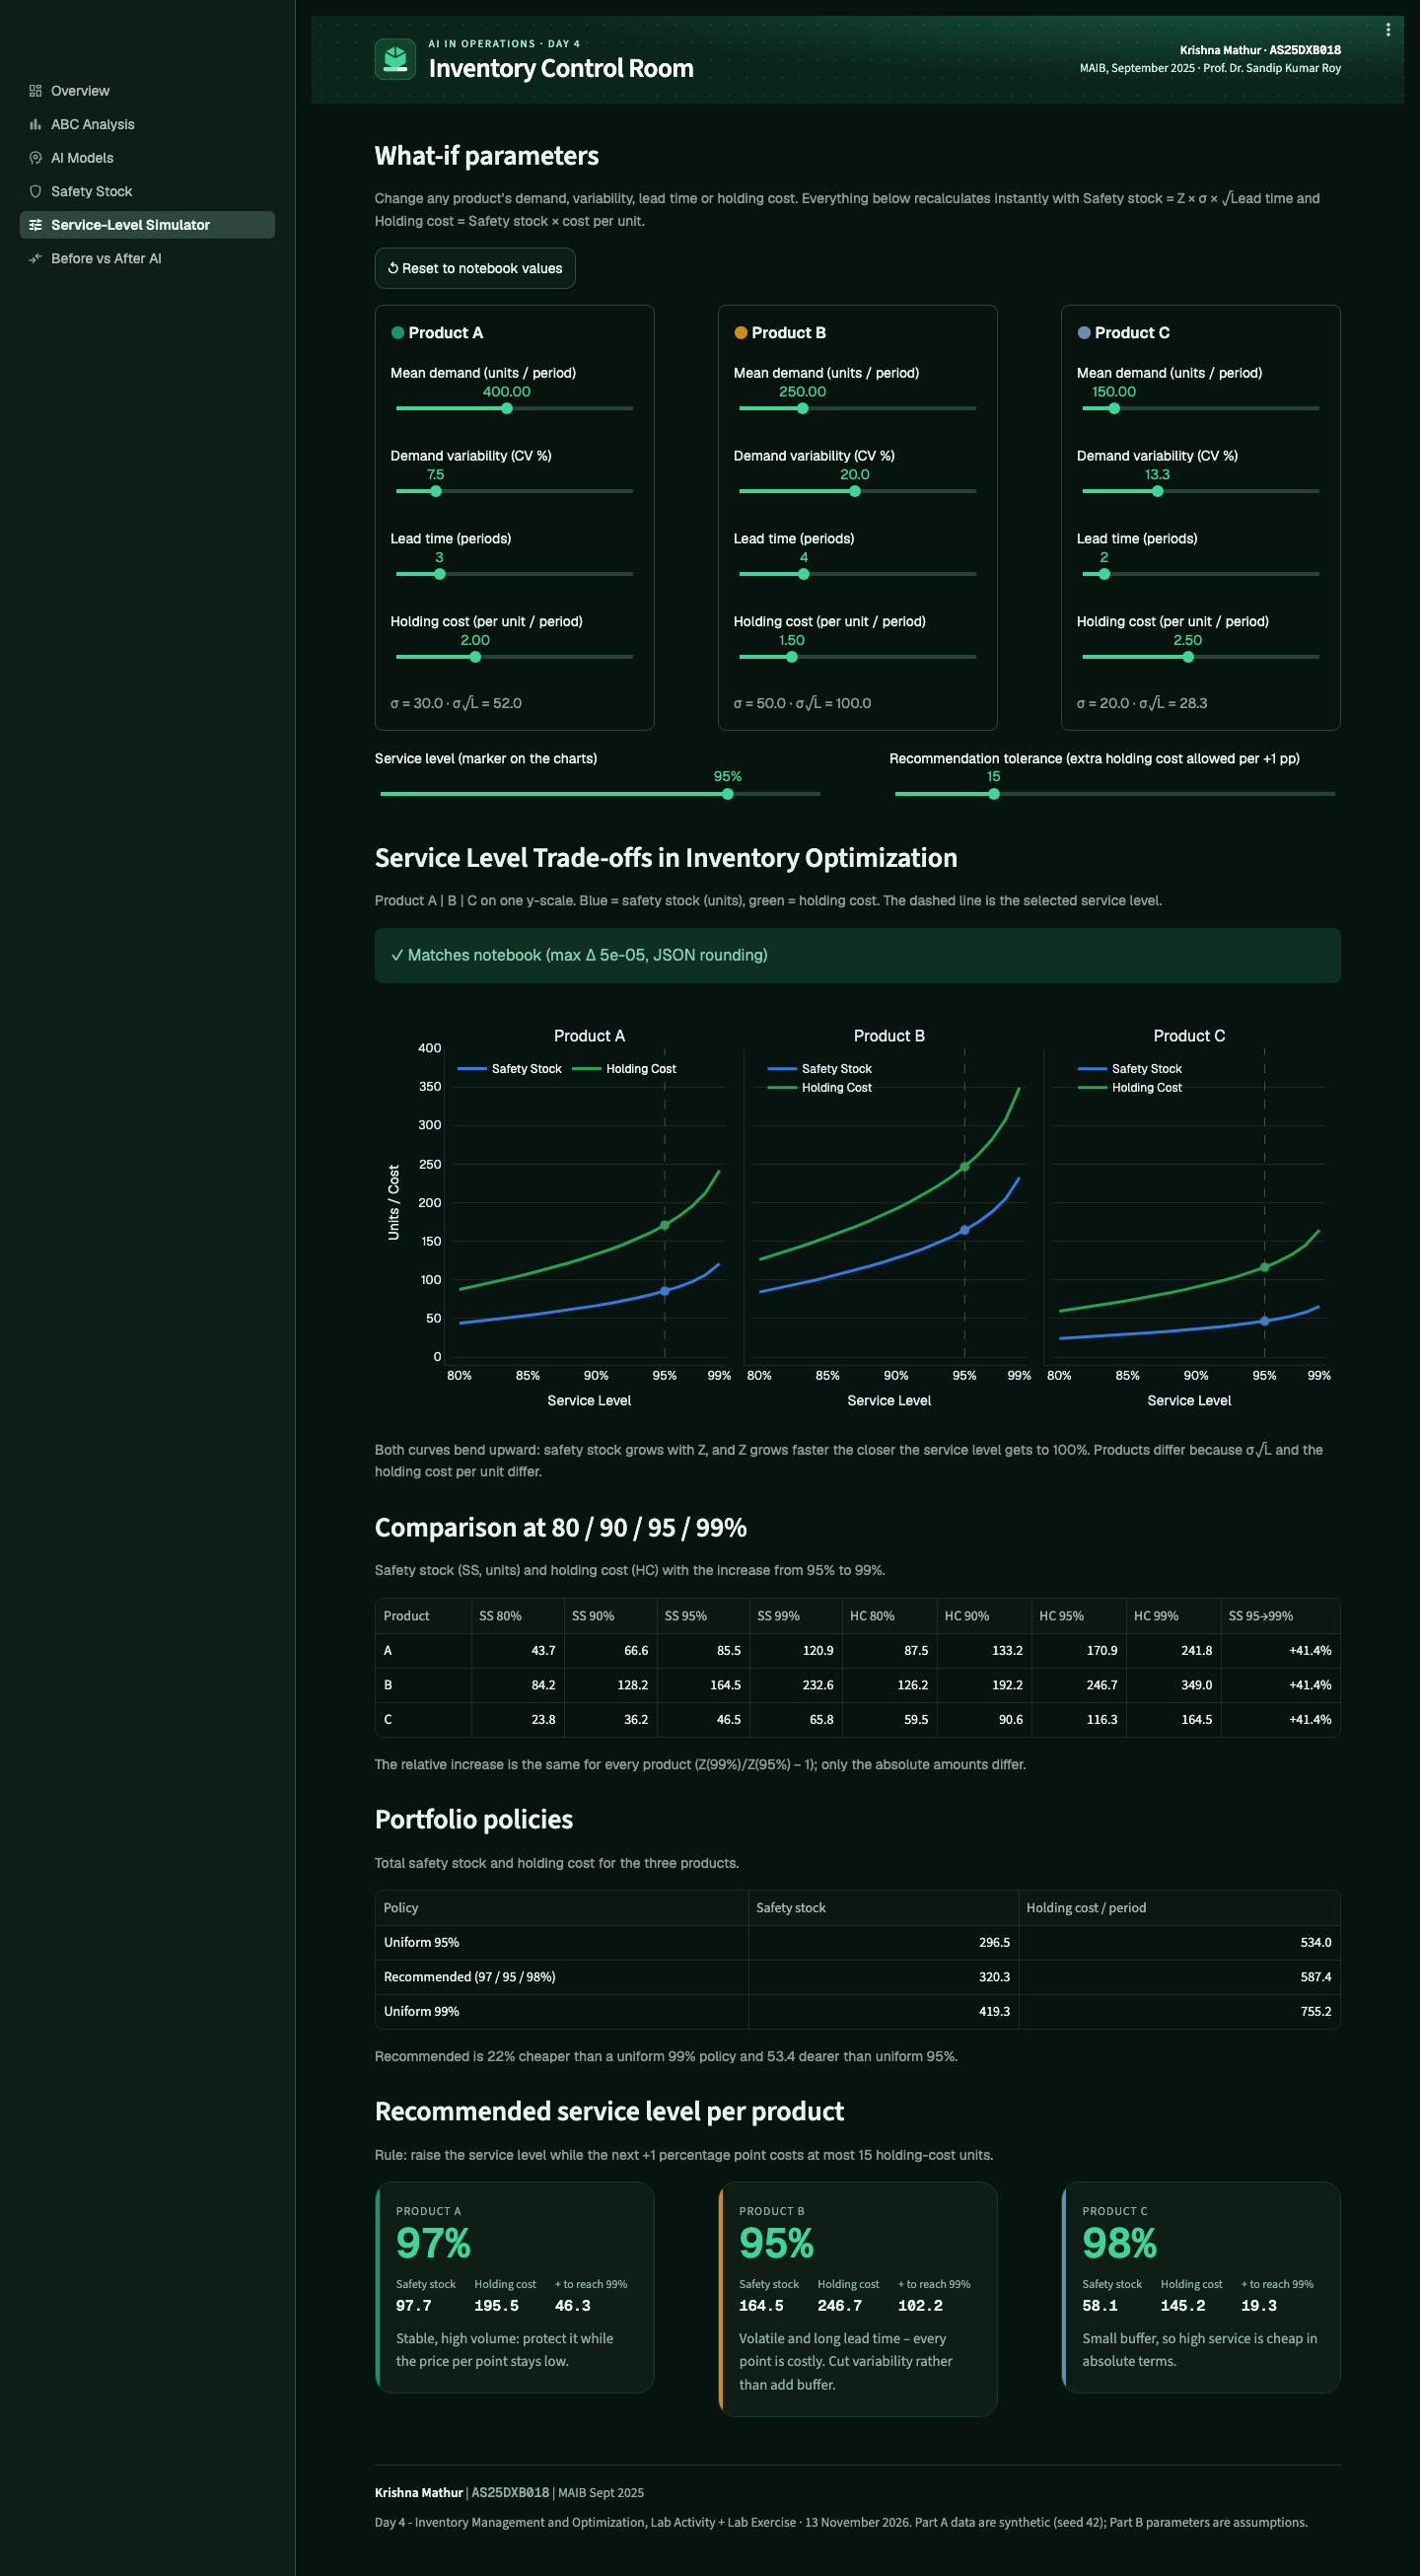 Overview
ABC Analysis
AI Models
Safety Stock
Service-Level Simulator
Before vs After AI
AI IN OPERATIONS · DAY 4
Inventory Control Room
Krishna Mathur · AS25DXB018
MAIB, September 2025 · Prof. Dr. Sandip Kumar Roy
What-if parameters
Change any product's demand, variability, lead time or holding cost. Everything below recalculates instantly with Safety stock = Z × σ × √Lead time and
Holding cost = Safety stock × cost per unit.
Reset to notebook values
Product A
Mean demand (units / period)
400.00
Demand variability (CV %)
7.5
Lead time (periods)
3
Holding cost (per unit / period)
2.00
σ = 30.0 · σ√L = 52.0
Product B
Mean demand (units / period)
250.00
Demand variability (CV %)
20.0
Lead time (periods)
4
Holding cost (per unit / period)
1.50
σ = 50.0 · σ√L = 100.0
Product C
Mean demand (units / period)
150.00
Demand variability (CV %)
13.3
Lead time (periods)
2
Holding cost (per unit / period)
2.50
σ = 20.0 · σ√L = 28.3
Service level (marker on the charts)
95%
Recommendation tolerance (extra holding cost allowed per +1 pp)
15
Service Level Trade-offs in Inventory Optimization
Product A | B | C on one y-scale. Blue = safety stock (units), green = holding cost. The dashed line is the selected service level.
✓ Matches notebook (max Δ 5e-05, JSON rounding)
Product A
Product B
Product C
Safety Stock Holding Cost
Safety Stock
Holding Cost
Safety Stock
Holding Cost
Units / Cost
400
350
300
250
200
150
100
50
0
80% 85% 90% 95% 99%
80% 85% 90% 95% 99%
80% 85% 90% 95% 99%
Service Level
Service Level
Service Level
Both curves bend upward: safety stock grows with Z, and Z grows faster the closer the service level gets to 100%. Products differ because σ√L and the
holding cost per unit differ.
Comparison at 80 / 90 / 95 / 99%
Safety stock (SS, units) and holding cost (HC) with the increase from 95% to 99%.
Product SS 80% SS 90% SS 95% SS 99% HC 80% HC 90% HC 95% HC 99% SS 95→99%
A 43.7 66.6 85.5 120.9 87.5 133.2 170.9 241.8 +41.4%
B 84.2 128.2 164.5 232.6 126.2 192.2 246.7 349.0 +41.4%
C 23.8 36.2 46.5 65.8 59.5 90.6 116.3 164.5 +41.4%
The relative increase is the same for every product (Z(99%)/Z(95%) – 1); only the absolute amounts differ.
Portfolio policies
Total safety stock and holding cost for the three products.
Policy Safety stock Holding cost / period
Uniform 95% 296.5 534.0
Recommended (97 / 95 / 98%) 320.3 587.4
Uniform 99% 419.3 755.2
Recommended is 22% cheaper than a uniform 99% policy and 53.4 dearer than uniform 95%.
Recommended service level per product
Rule: raise the service level while the next +1 percentage point costs at most 15 holding-cost units.
PRODUCT A
97%
Safety stock Holding cost + to reach 99%
97.7 195.5 46.3
Stable, high volume: protect it while
the price per point stays low.
PRODUCT B
95%
Safety stock Holding cost + to reach 99%
164.5 246.7 102.2
Volatile and long lead time – every
point is costly. Cut variability rather
than add buffer.
PRODUCT C
98%
Safety stock Holding cost + to reach 99%
58.1 145.2 19.3
Small buffer, so high service is cheap in
absolute terms.
Krishna Mathur | AS25DXB018 | MAIB Sept 2025
Day 4 - Inventory Management and Optimization, Lab Activity + Lab Exercise · 13 November 2026. Part A data are synthetic (seed 42); Part B parameters are assumptions.